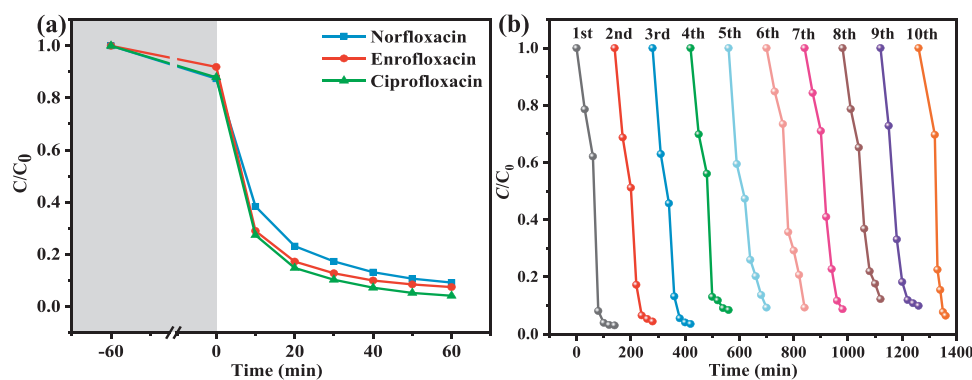 (a)
Norfloxacin
Enrofloxacin
Ciprofloxacin
1.0
0.8
0.6
0.4
0.2
0.0
C/C0
-60
0
20
40
60
Time (min)
(b)
1st 2nd 3rd 4th 5th 6th 7th 8th 9th 10th
1.0
0.8
0.6
0.4
0.2
0.0
C/C0
0
200
400
600
800
1000
1200
1400
Time (min)